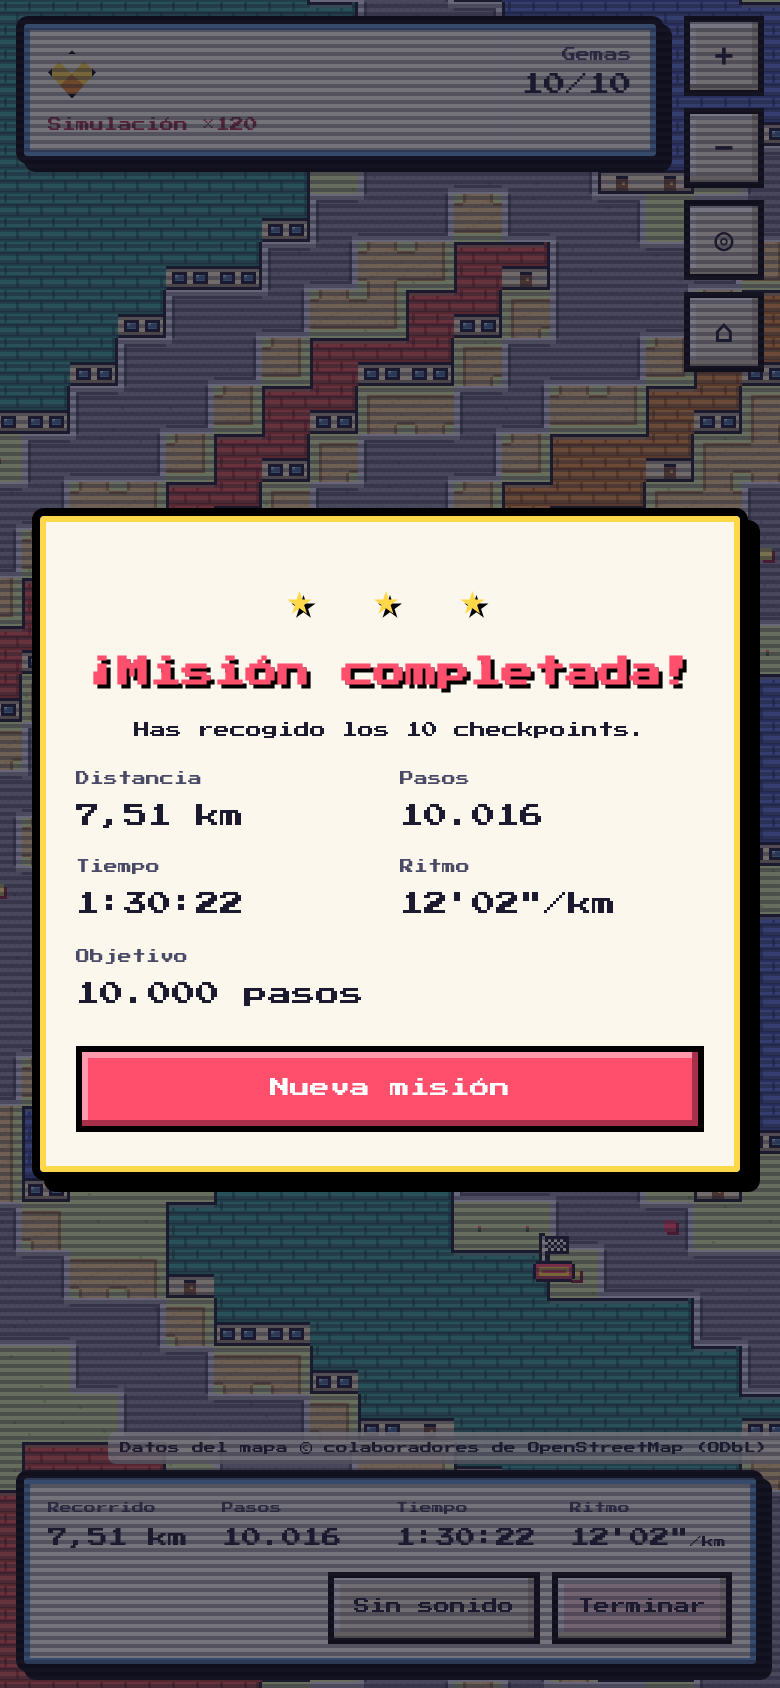 Gemas
10/10
Simulación ×120
¡Misión completada!
Has recogido los 10 checkpoints.
Distancia Pasos
7,51 km 10.016
Tiempo Ritmo
1:30:22 12'02"/km
Objetivo
10.000 pasos
Nueva misión
Datos del mapa © colaboradores de OpenStreetMap (ODbL)
Recorrido Pasos Tiempo Ritmo
7,51 km 10.016 1:30:22 12'02"/km
Sin sonido Terminar